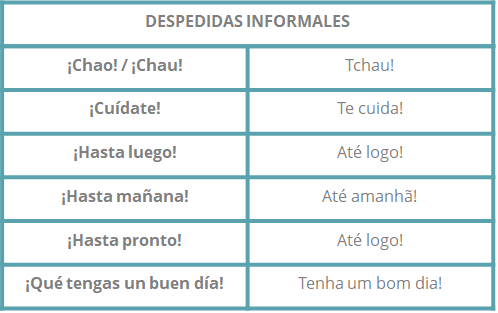 DESPEDIDAS INFORMALES
¡Chao! / ¡Chau! Tchau!
¡Cuídate! Te cuida!
¡Hasta luego! Até logo!
¡Hasta mañana! Até amanhã!
¡Hasta pronto! Até logo!
¡Qué tengas un buen día! Tenha um bom dia!